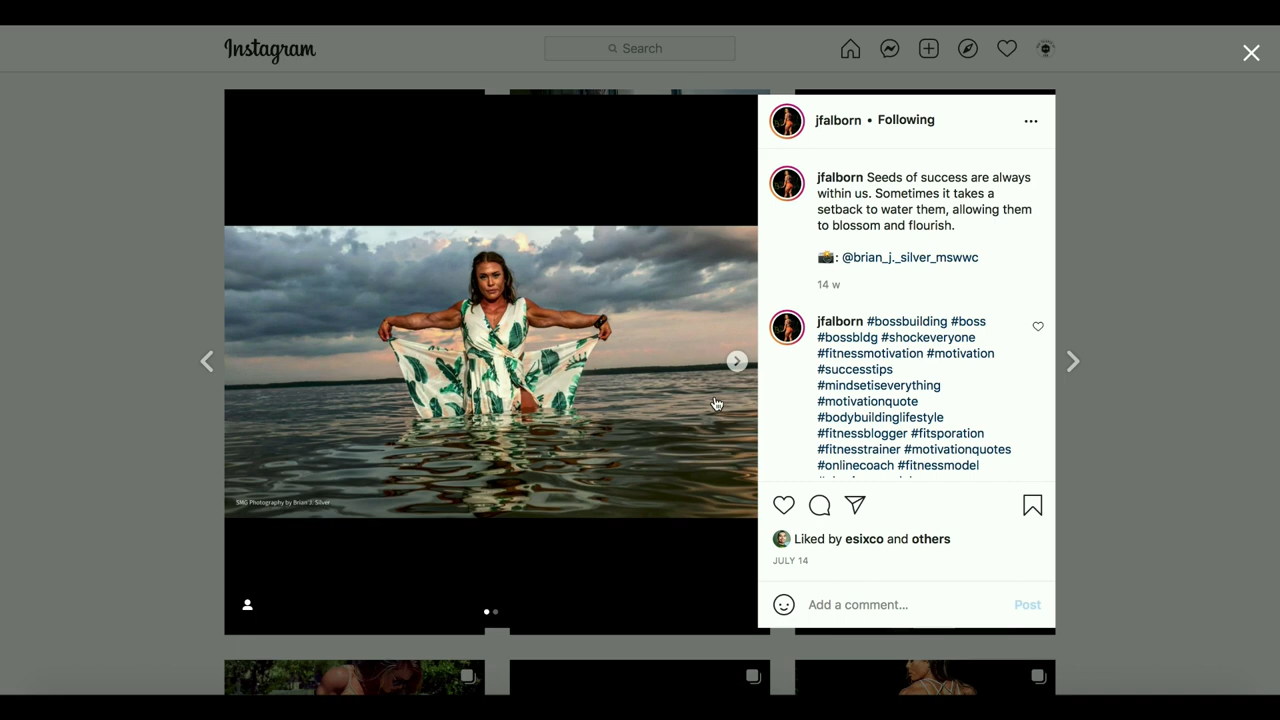 Instagram
Search
jfalborn • Following
jfalborn Seeds of success are always
within us. Sometimes it takes a
setback to water them, allowing them
to blossom and flourish.
📸: @brian_j._silver_mswwc
14 w
jfalborn #bossbuilding #boss
#bossbldg #shockeveryone
#fitnessmotivation #motivation
#successtips
#mindsetiseverything
#motivationquote
#bodybuildinglifestyle
#fitnessblogger #fitsporation
#fitnesstrainer #motivationquotes
#onlinecoach #fitnessmodel
SMG Photography by Brian J. Silver
Liked by esixco and others
JULY 14
Add a comment...
Post